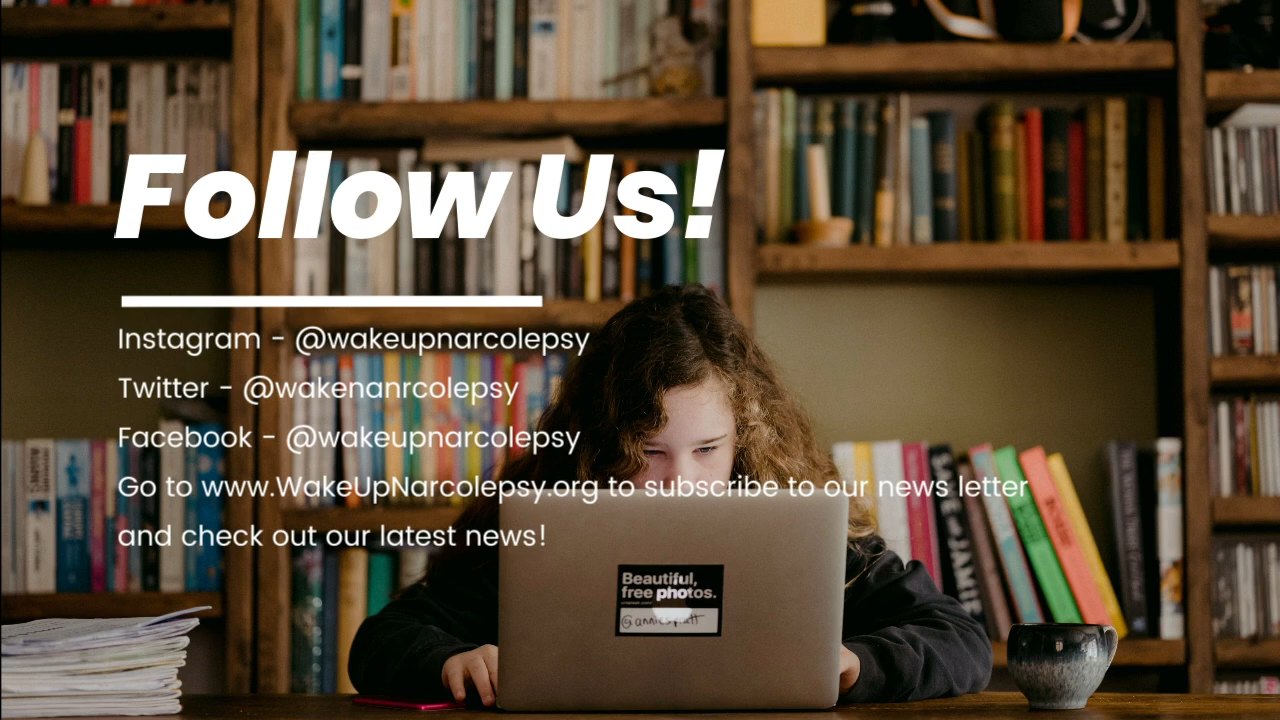 Follow Us!
Instagram - @wakeupnarcolepsy
Twitter - @wakenanrcolepsy
Facebook - @wakeupnarcolepsy
Go to www.WakeUpNarcolepsy.org to subscribe to our news letter
and check out our latest news!
Beautiful,
free photos.